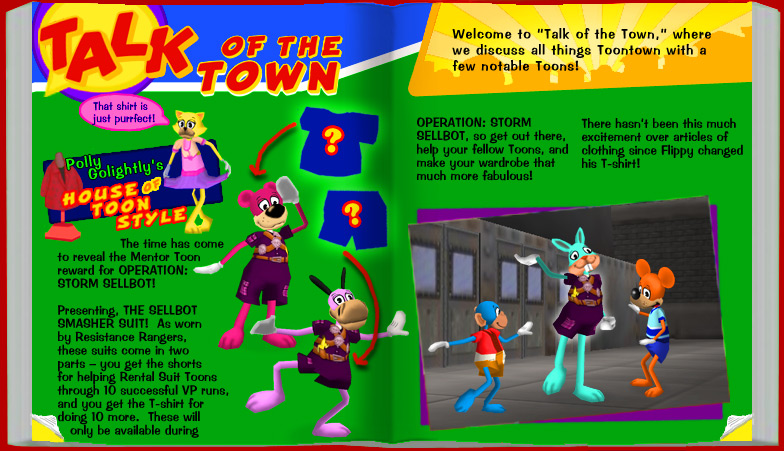 TALK
OF THE
TOWN
That shirt is
just purrfect!
Polly
Golightly's
HOUSE OF
TOON
STYLE
?
?
The time has come
to reveal the Mentor Toon
reward for OPERATION:
STORM SELLBOT!
Presenting, THE SELLBOT
SMASHER SUIT! As worn
by Resistance Rangers,
these suits come in two
parts – you get the shorts
for helping Rental Suit Toons
through 10 successful VP runs,
and you get the T-shirt for
doing 10 more. These will
only be available during
Welcome to "Talk of the Town," where
we discuss all things Toontown with a
few notable Toons!
OPERATION: STORM
SELLBOT, so get out there,
help your fellow Toons, and
make your wardrobe that
much more fabulous!
There hasn't been this much
excitement over articles of
clothing since Flippy changed
his T-shirt!